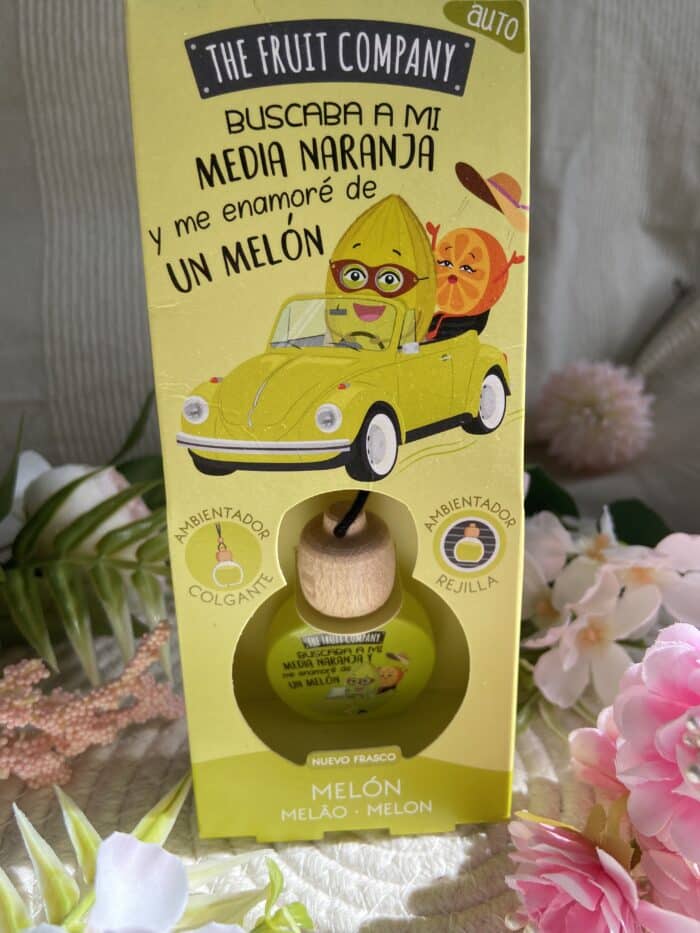 auto
THE FRUIT COMPANY
BUSCABA A MI
MEDIA NARANJA
y me enamoré de
UN MELÓN
AMBIENTADOR
COLGANTE
AMBIENTADOR
REJILLA
THE FRUIT COMPANY
BUSCABA A MI
MEDIA NARANJA Y
me enamoré de
UN MELÓN
NUEVO FRASCO
MELÓN
MELÃO · MELON